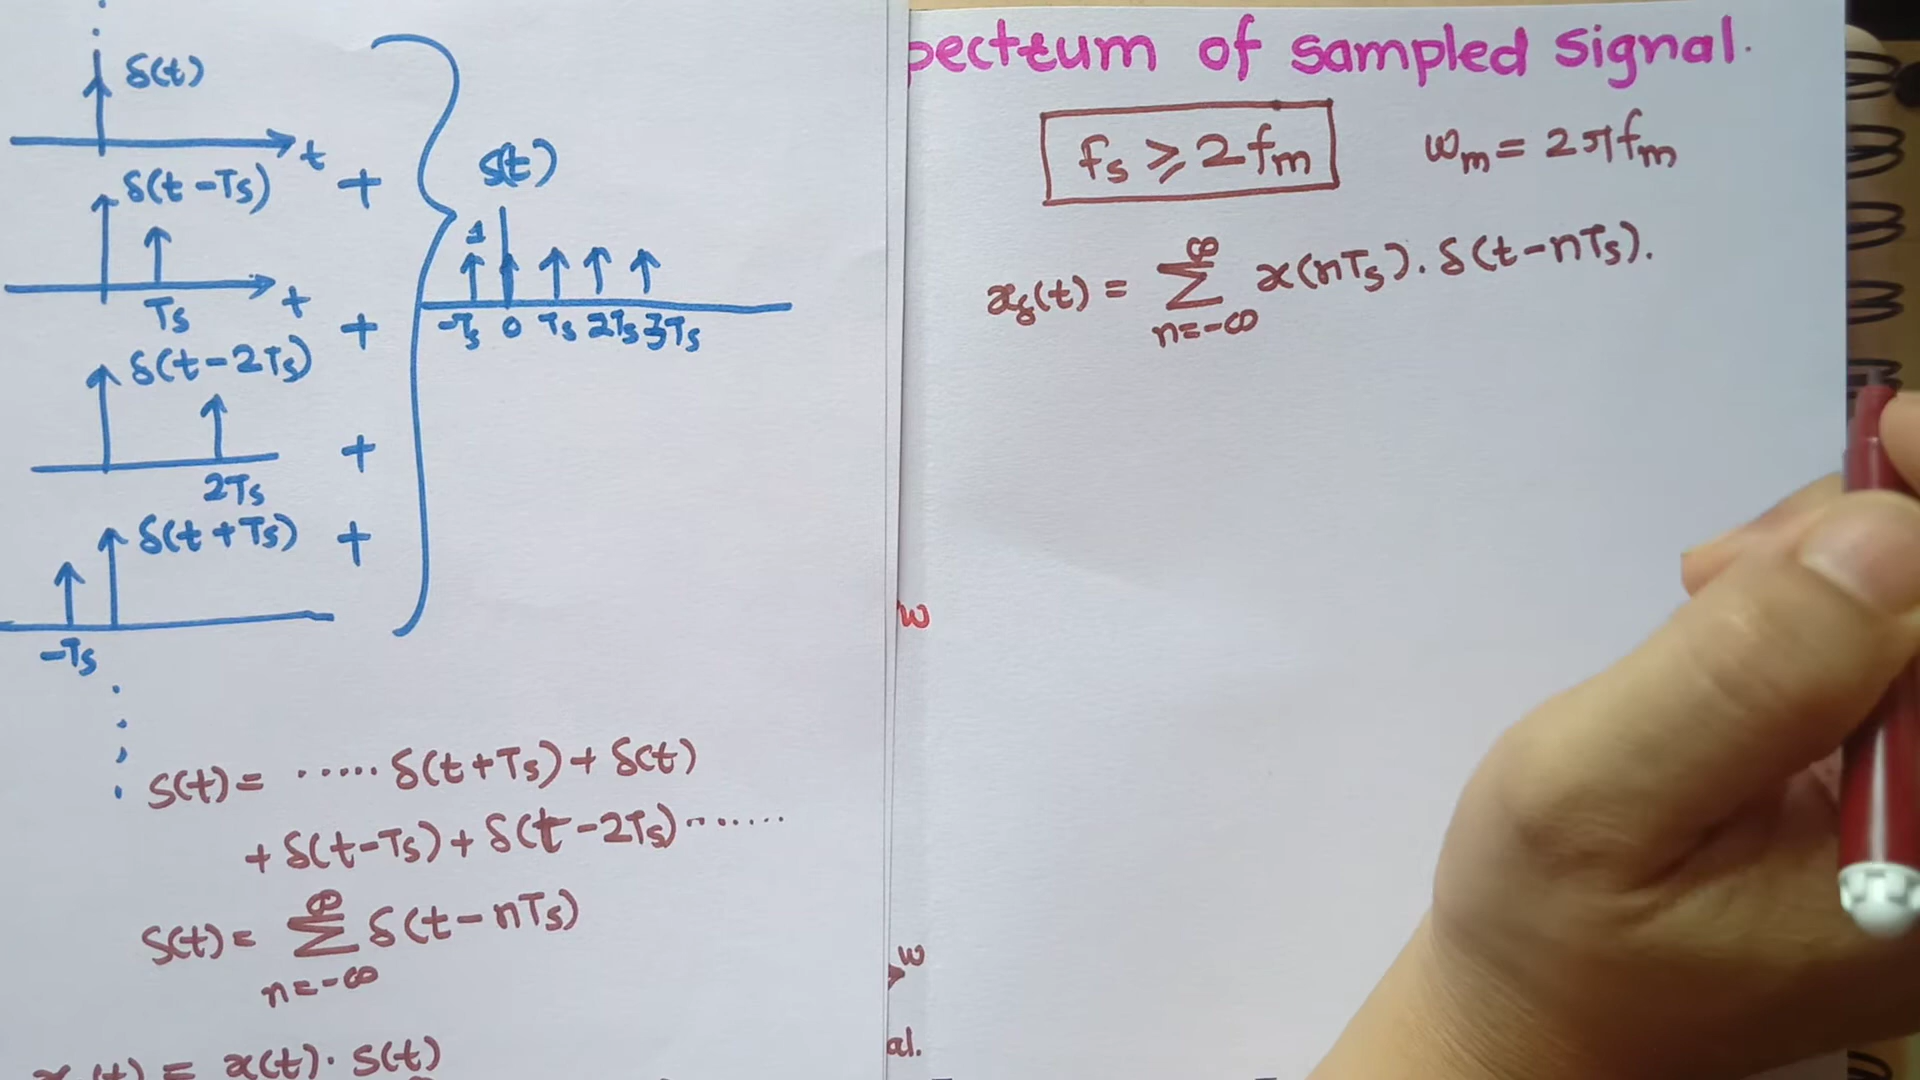 δ(t)
t
δ(t-Ts)
+
Ts
t
+
δ(t-2Ts)
+
2Ts
δ(t+Ts) +
-Ts
S(t)
1
-Ts 0 Ts 2Ts 3Ts
S(t) = ..... δ(t+Ts) + δ(t)
+ δ(t-Ts) + δ(t-2Ts) .......
S(t) = ∞∑n=-∞ δ(t-nTs)
(t) = x(t). S(t)
pectrum of sampled signal.
fs ⩾ 2fm
wm = 2πfm
xδ(t) = ∞∑n=-∞ x(nTs). δ(t-nTs).
w
w
al.